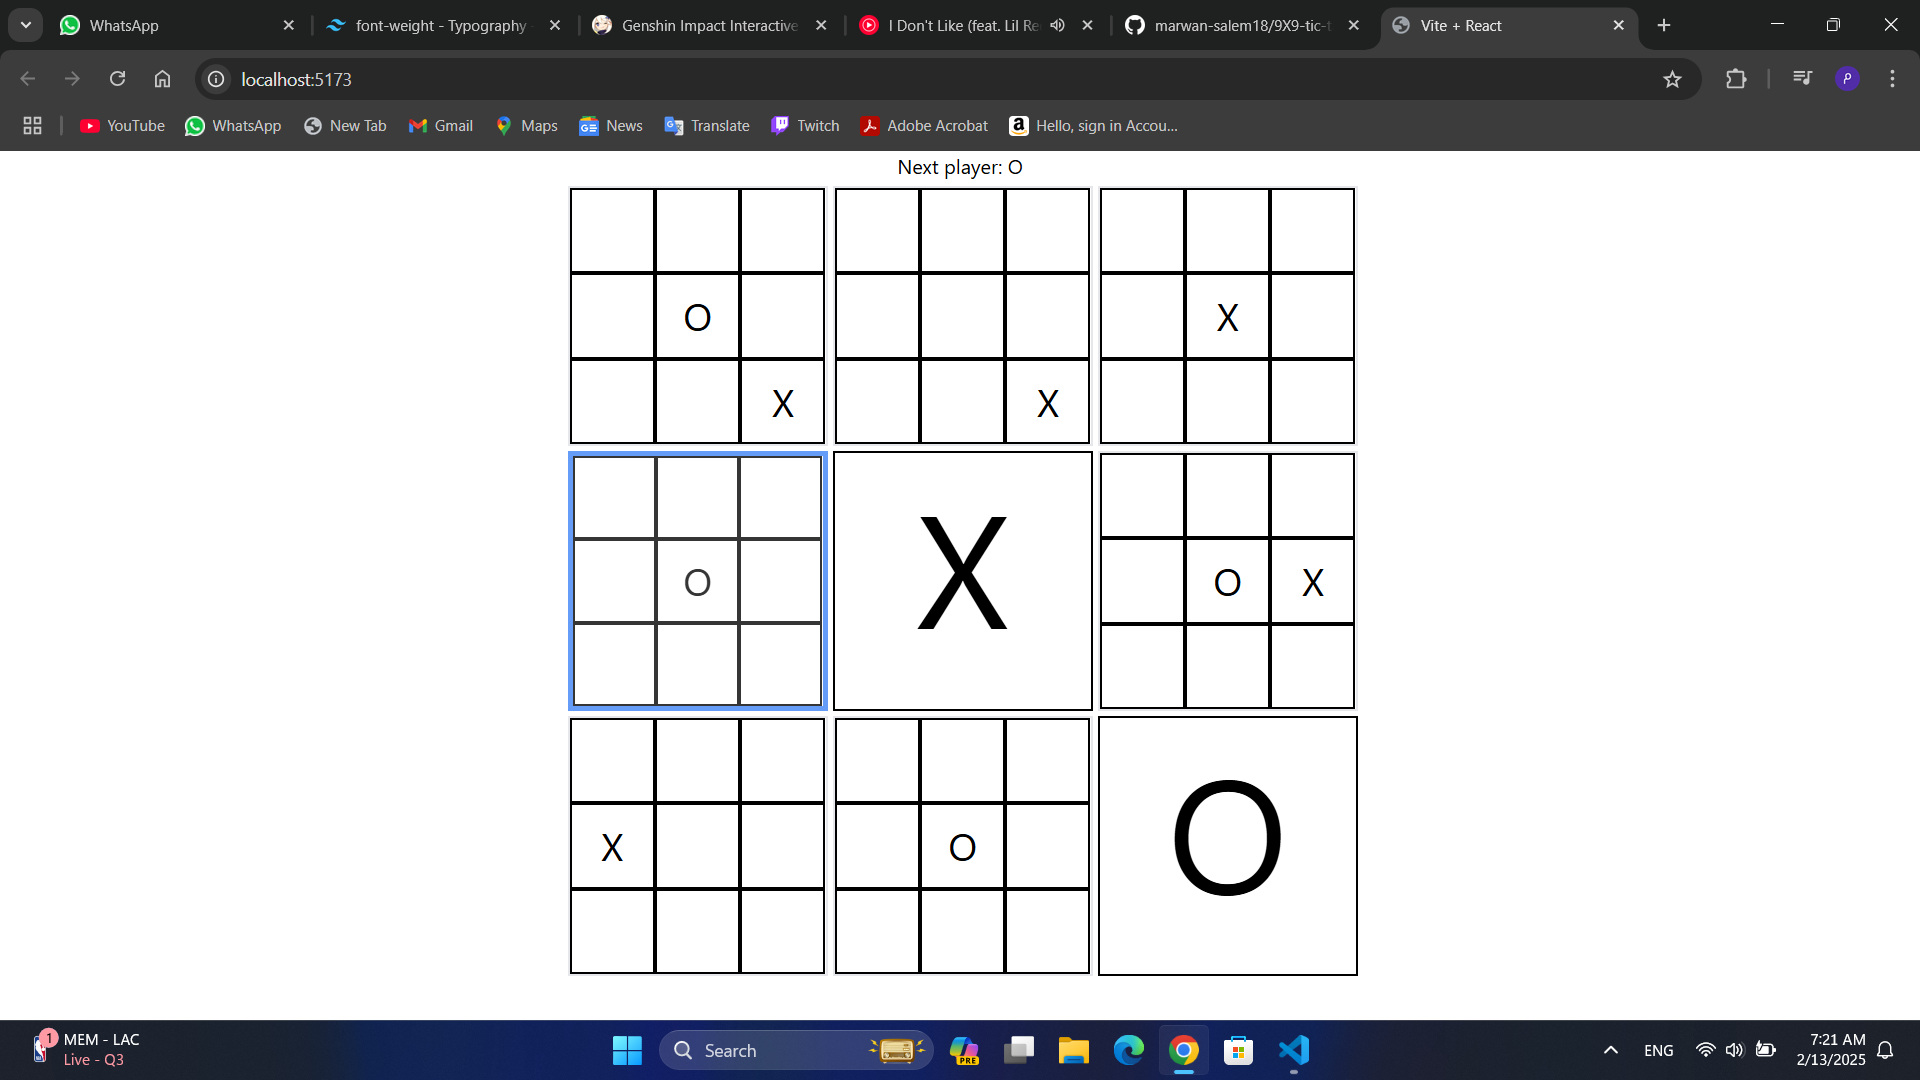 WhatsApp
font-weight - Typography
Genshin Impact Interactive
I Don't Like (feat. Lil Re
marwan-salem18/9X9-tic-t
Vite + React
localhost:5173
P
YouTube
WhatsApp
New Tab
Gmail
Maps
News
Translate
Twitch
Adobe Acrobat
Hello, sign in Accou...
Next player: O
O
X
X
X
O
X
O X
X
O
O
1
MEM - LAC
Live - Q3
Search
PRE
ENG
7:21 AM
2/13/2025